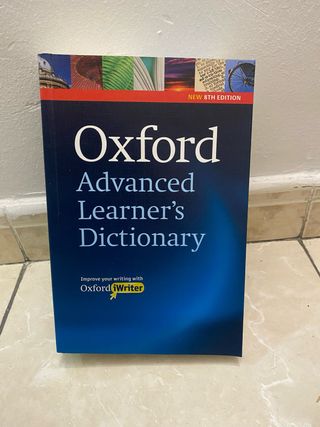 NEW 8TH EDITION
Oxford
Advanced
Learner's
Dictionary
Improve your writing with
Oxford iWriter